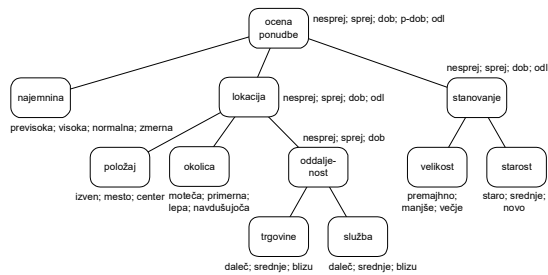 ocena
ponudbe
nesprej; sprej; dob; p-dob; odl
najemnina
previsoka; visoka; normalna; zmerna
lokacija
nesprej; sprej; dob; odl
stanovanje
nesprej; sprej; dob; odl
položaj
izven; mesto; center
okolica
moteča; primerna;
lepa; navdušujoča
oddalje-
nost
nesprej; sprej; dob
velikost
premajhno;
manjše; večje
starost
staro; srednje;
novo
trgovine
daleč; srednje; blizu
služba
daleč; srednje; blizu